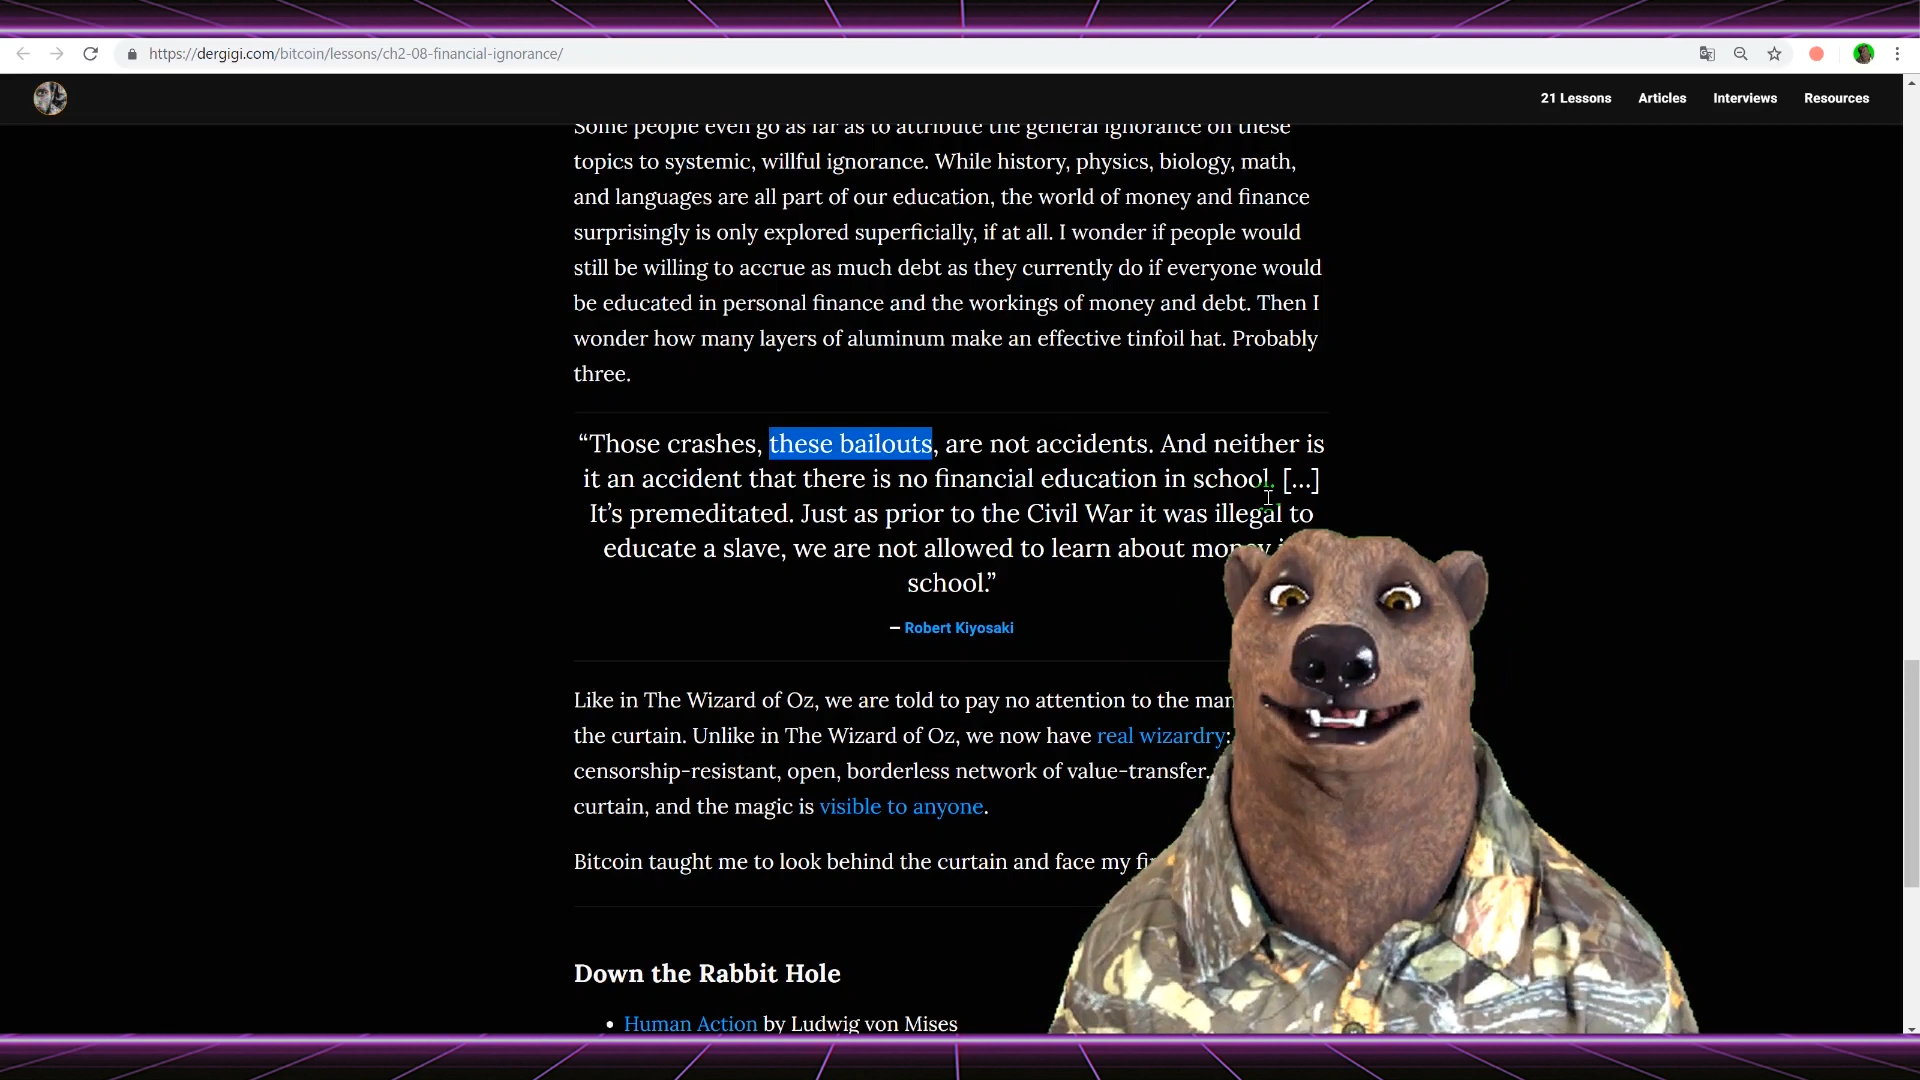 https://dergigi.com/bitcoin/lessons/ch2-08-financial-ignorance/
21 Lessons Articles Interviews Resources
Some people even go as far as to attribute the general ignorance on these
topics to systemic, willful ignorance. While history, physics, biology, math,
and languages are all part of our education, the world of money and finance
surprisingly is only explored superficially, if at all. I wonder if people would
still be willing to accrue as much debt as they currently do if everyone would
be educated in personal finance and the workings of money and debt. Then I
wonder how many layers of aluminum make an effective tinfoil hat. Probably
three.
“Those crashes, these bailouts, are not accidents. And neither is
it an accident that there is no financial education in school. […]
It’s premeditated. Just as prior to the Civil War it was illegal to
educate a slave, we are not allowed to learn about money
school.”
– Robert Kiyosaki
Like in The Wizard of Oz, we are told to pay no attention to the man
the curtain. Unlike in The Wizard of Oz, we now have real wizardry:
censorship-resistant, open, borderless network of value-transfer.
curtain, and the magic is visible to anyone.
Bitcoin taught me to look behind the curtain and face my
Down the Rabbit Hole
• Human Action by Ludwig von Mises